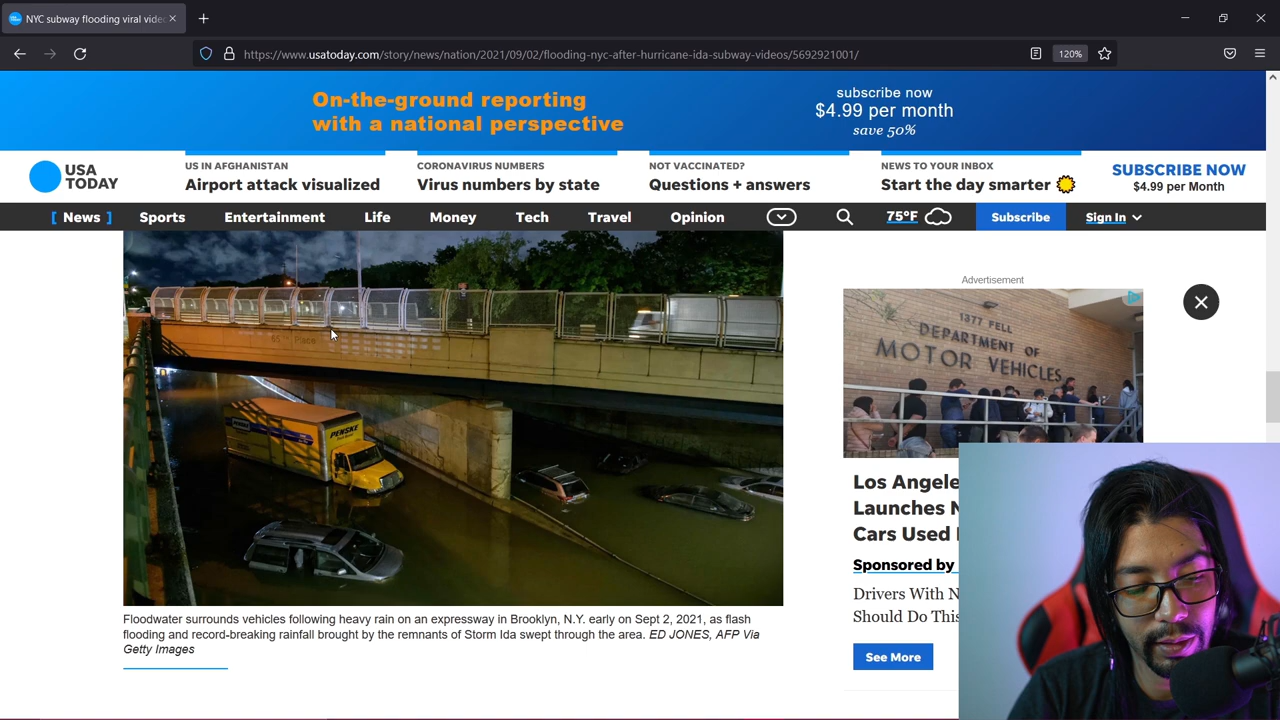 NYC subway flooding viral vide
https://www.usatoday.com/story/news/nation/2021/09/02/flooding-nyc-after-hurricane-ida-subway-videos/5692921001/
120%
On-the-ground reporting
with a national perspective
subscribe now
$4.99 per month
save 50%
USA
TODAY
US IN AFGHANISTAN
Airport attack visualized
CORONAVIRUS NUMBERS
Virus numbers by state
NOT VACCINATED?
Questions + answers
NEWS TO YOUR INBOX
Start the day smarter
SUBSCRIBE NOW
$4.99 per Month
[ News ]
Sports
Entertainment
Life
Money
Tech
Travel
Opinion
75°F
Subscribe
Sign In
65 Place
PENSKE
PENSKE
Floodwater surrounds vehicles following heavy rain on an expressway in Brooklyn, N.Y. early on Sept 2, 2021, as flash
flooding and record-breaking rainfall brought by the remnants of Storm Ida swept through the area. ED JONES, AFP Via
Getty Images
Advertisement
1377 FELL
DEPARTMENT OF
MOTOR VEHICLES
Los Angele
Launches N
Cars Used
Sponsored by
Drivers With N
Should Do This
See More